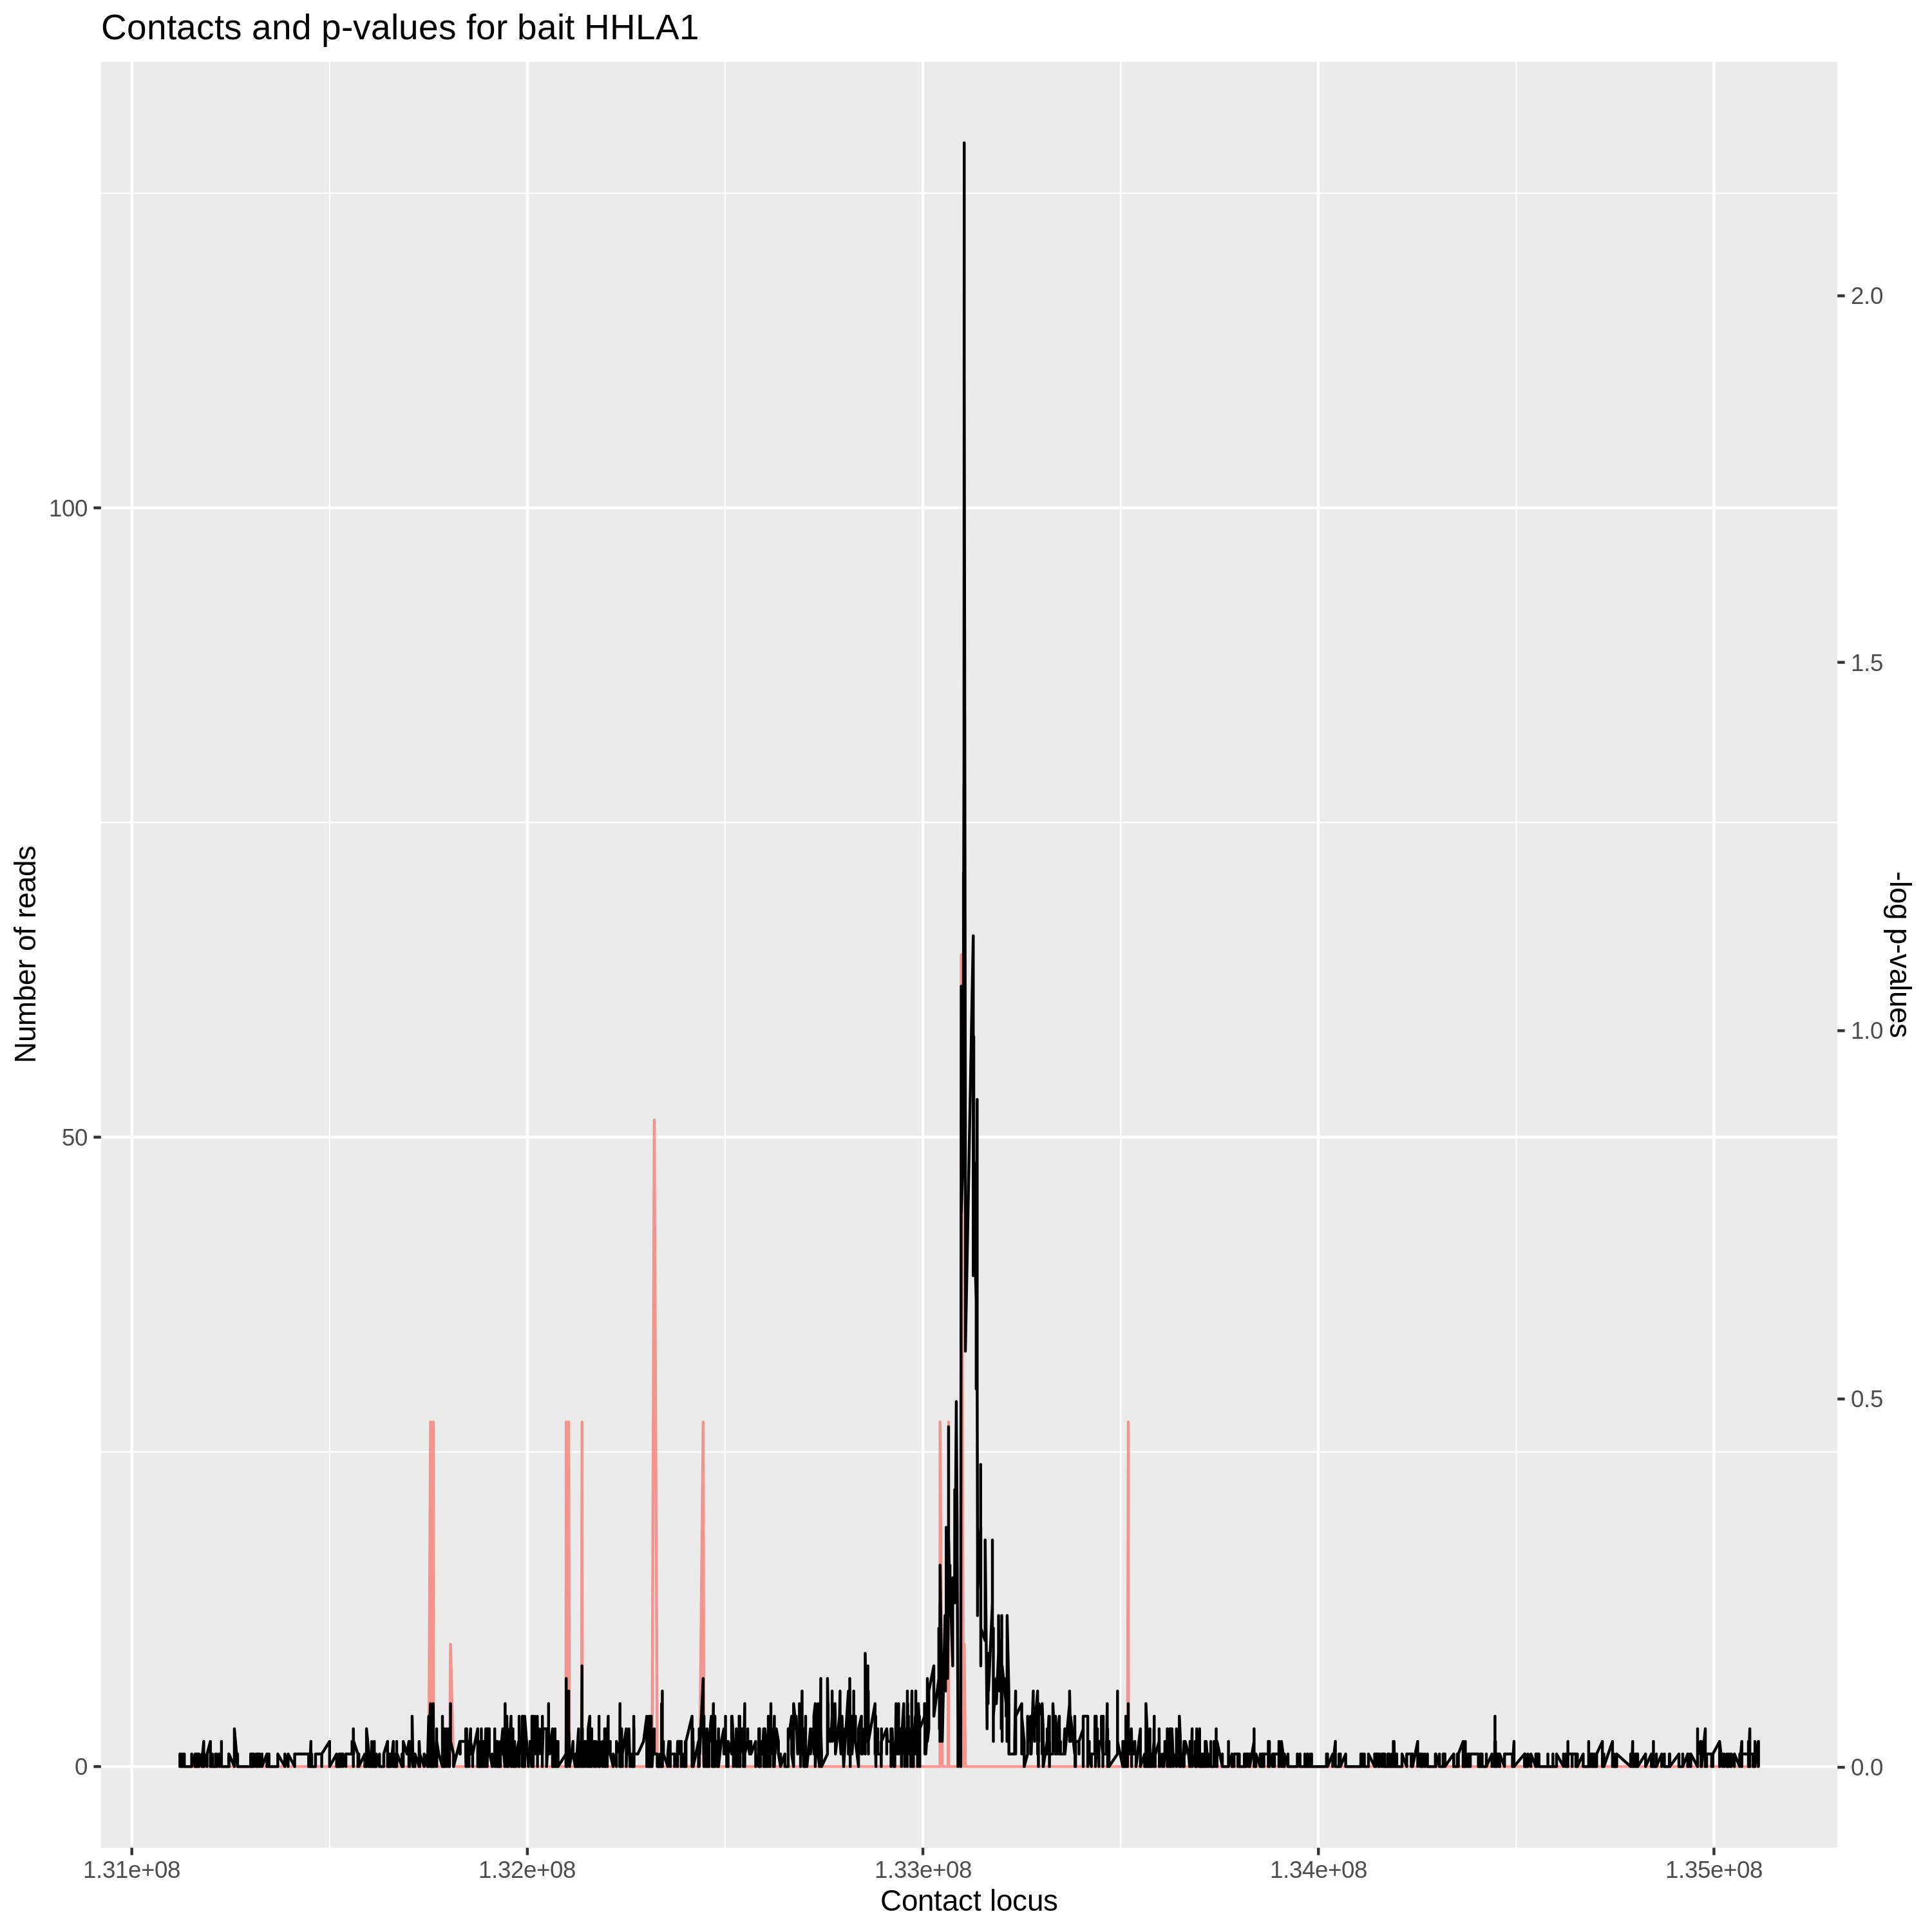 Contacts and p-values for bait HHLA1
Number of reads
100
50
0
2.0
1.5
1.0
0.5
0.0
-log p-values
1.31e+08 1.32e+08 1.33e+08 1.34e+08 1.35e+08
Contact locus